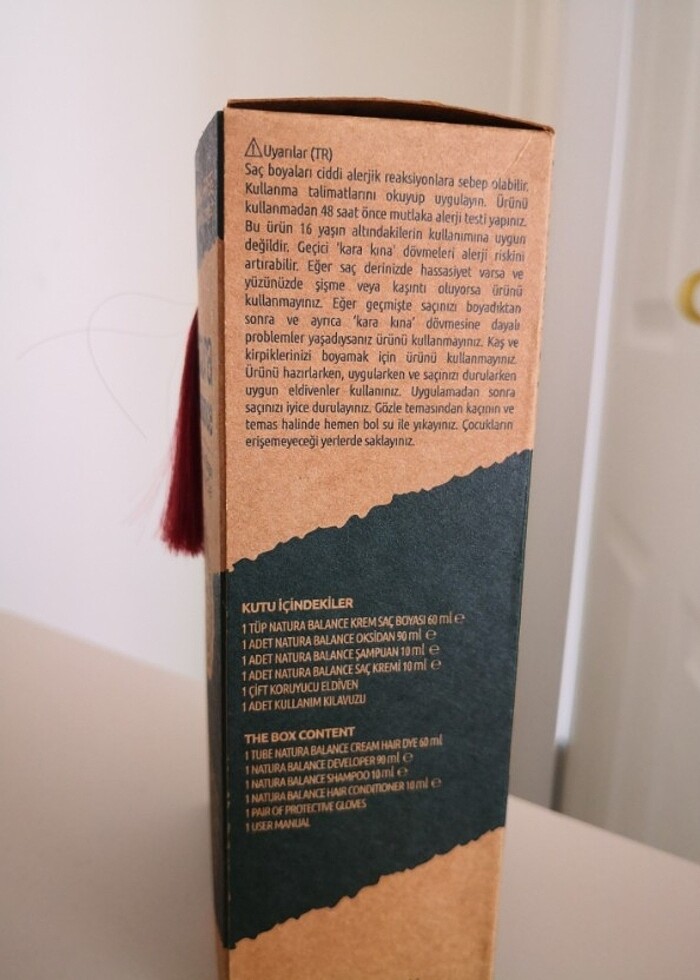 ⚠Uyarılar (TR)
Saç boyaları ciddi alerjik reaksiyonlara sebep olabilir.
Kullanma talimatlarını okuyup uygulayın. Ürünü
kullanmadan 48 saat önce mutlaka alerji testi yapınız.
Bu ürün 16 yaşın altındakilerin kullanımına uygun
değildir. Geçici 'kara kına' dövmeleri alerji riskini
artırabilir. Eğer saç derinizde hassasiyet varsa ve
yüzünüzde şişme veya kaşıntı oluyorsa ürünü
kullanmayınız. Eğer geçmişte saçınızı boyadıktan
sonra ve ayrıca 'kara kına' dövmesine dayalı
problemler yaşadıysanız ürünü kullanmayınız. Kaş ve
kirpiklerinizi boyamak için ürünü kullanmayınız.
Ürünü hazırlarken, uygularken ve saçınızı durularken
uygun eldivenler kullanınız. Uygulamadan sonra
saçınızı iyice durulayınız. Gözle temasından kaçının ve
temas halinde hemen bol su ile yıkayınız. Çocukların
erişemeyeceği yerlerde saklayınız.
KUTU İÇİNDEKİLER
1 TÜP NATURA BALANCE KREM SAÇ BOYASI 60 ml ℮
1 ADET NATURA BALANCE OKSİDAN 90 ml ℮
1 ADET NATURA BALANCE ŞAMPUAN 10 ml ℮
1 ADET NATURA BALANCE SAÇ KREMİ 10 ml ℮
1 ÇİFT KORUYUCU ELDİVEN
1 ADET KULLANIM KILAVUZU
THE BOX CONTENT
1 TUBE NATURA BALANCE CREAM HAIR DYE 60 ml
1 NATURA BALANCE DEVELOPER 90 ml ℮
1 NATURA BALANCE SHAMPOO 10 ml ℮
1 NATURA BALANCE HAIR CONDITIONER 10 ml ℮
1 PAIR OF PROTECTIVE GLOVES
1 USER MANUAL